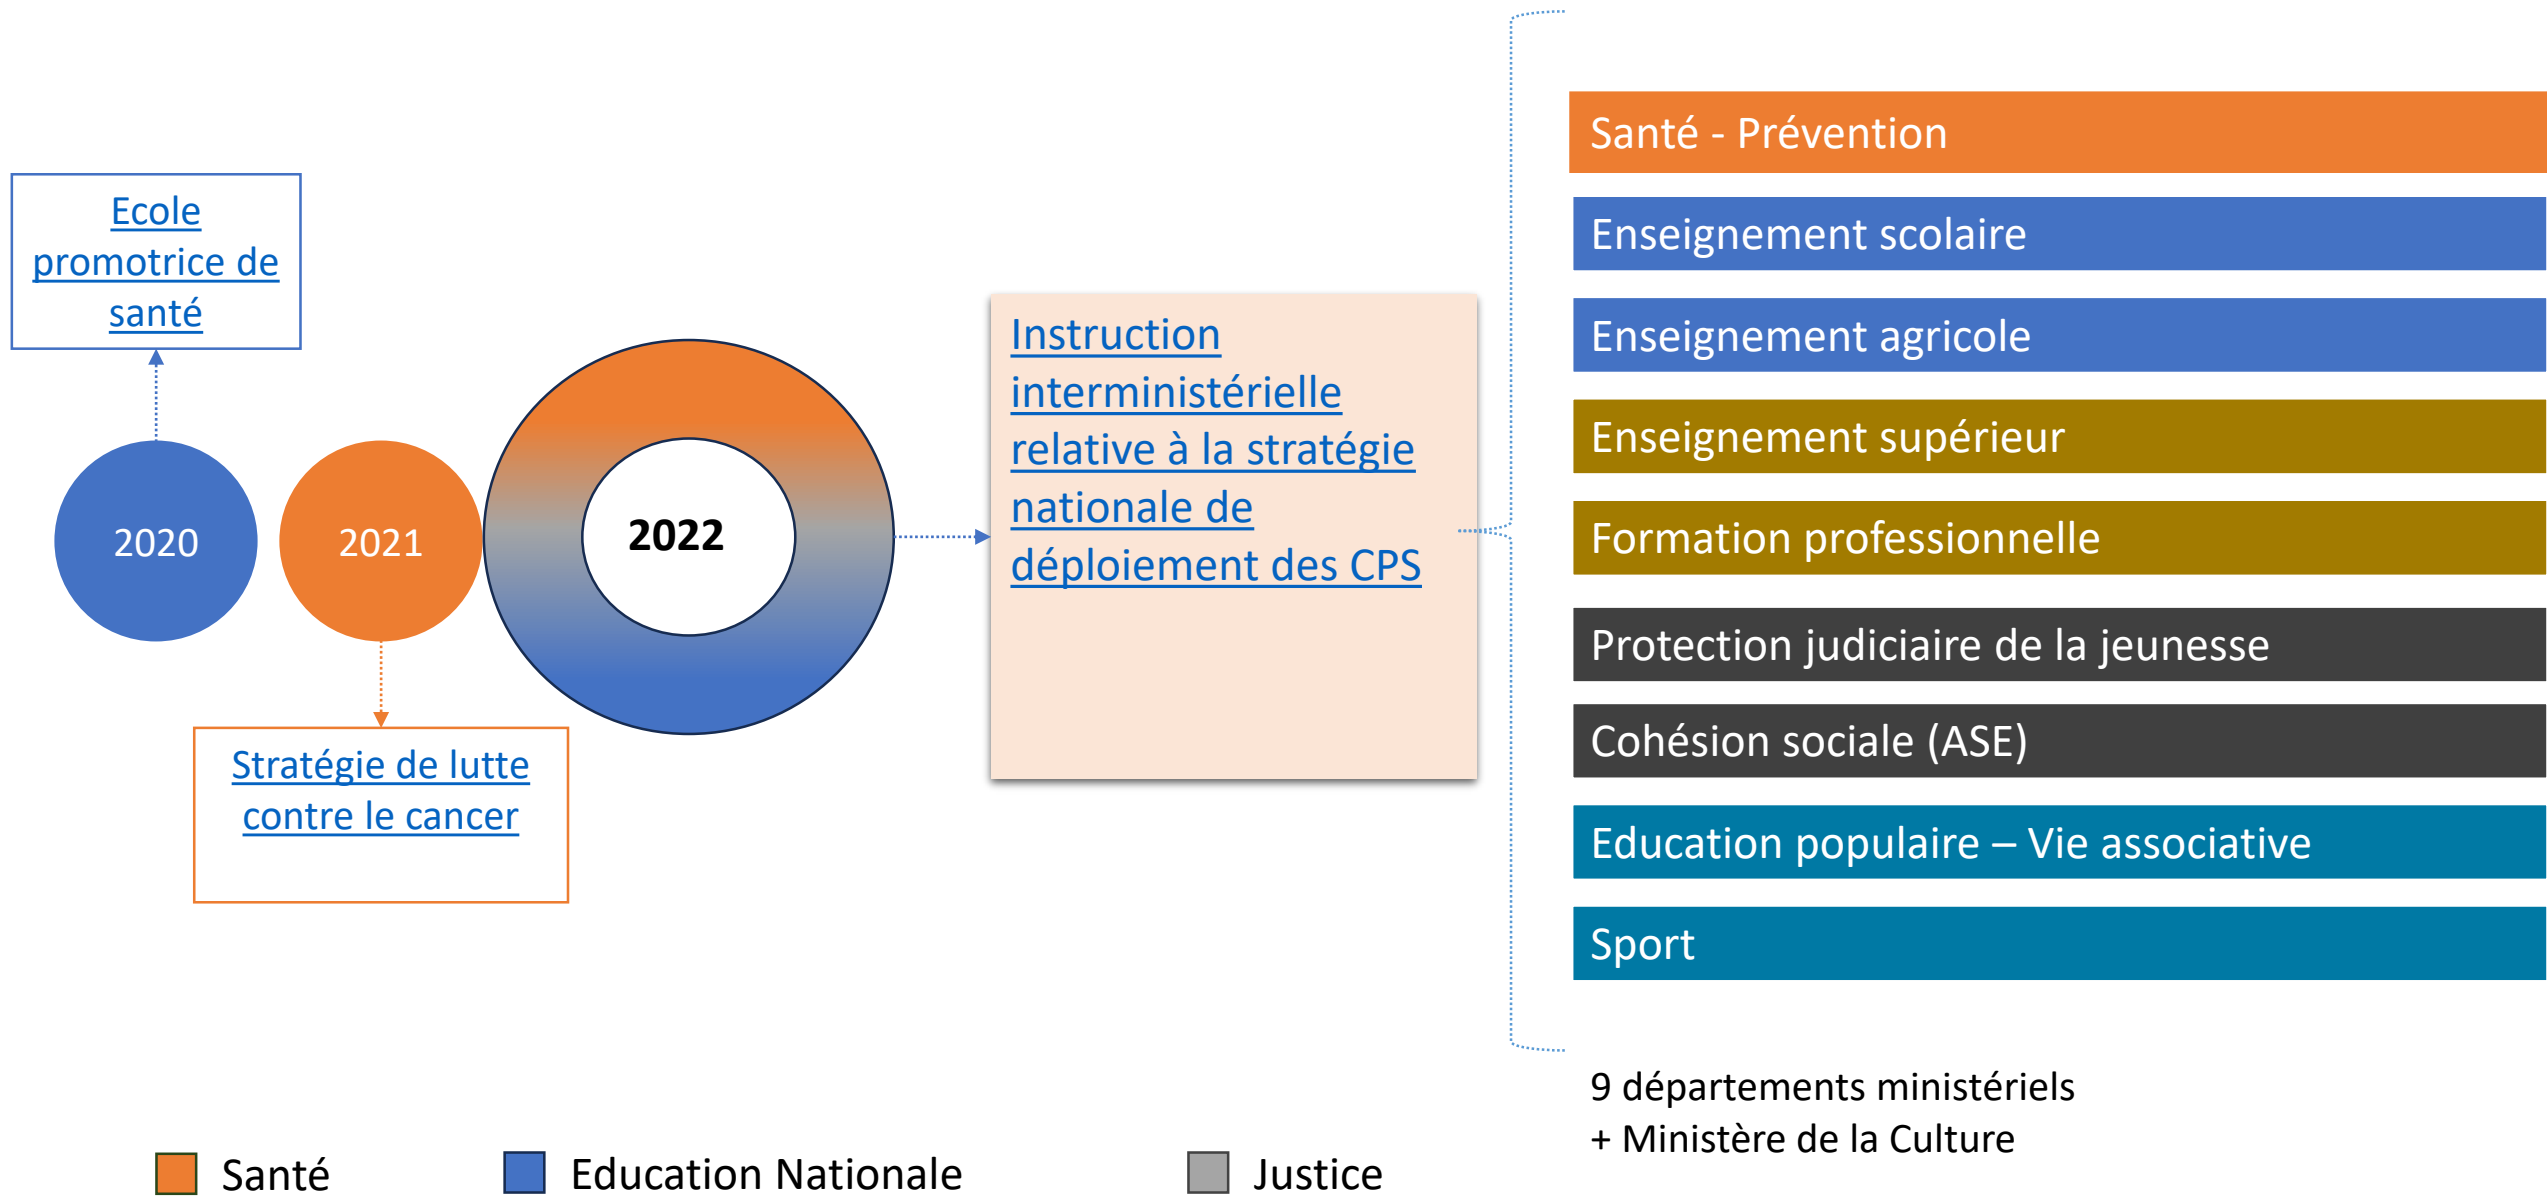 Ecole
promotrice de
santé
2020
2021
2022
Stratégie de lutte
contre le cancer
Instruction
interministérielle
relative à la stratégie
nationale de
déploiement des CPS
Santé - Prévention
Enseignement scolaire
Enseignement agricole
Enseignement supérieur
Formation professionnelle
Protection judiciaire de la jeunesse
Cohésion sociale (ASE)
Education populaire – Vie associative
Sport
9 départements ministériels
+ Ministère de la Culture
Santé
Education Nationale
Justice